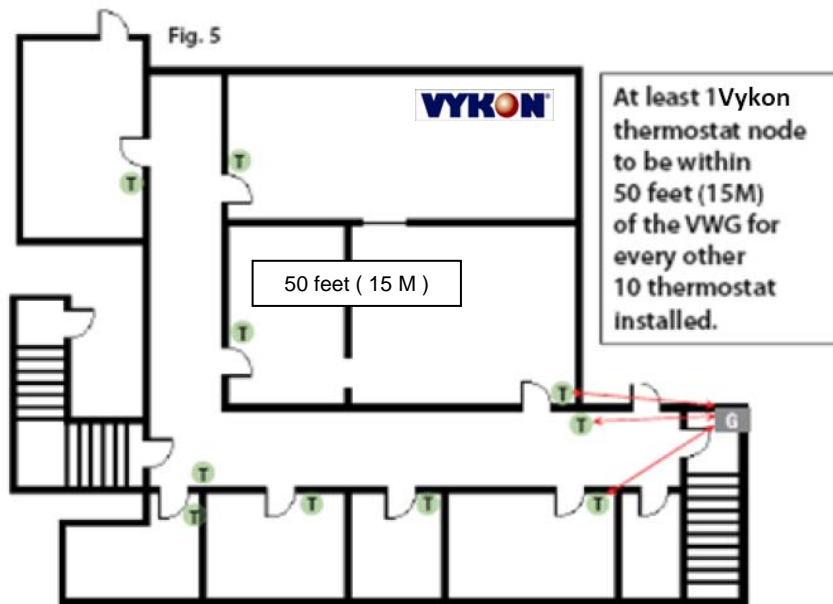 Fig. 5
VYKON
At least 1Vykon
thermostat node
to be within
50 feet (15M)
of the VWG for
every other
10 thermostat
installed.
T
T
50 feet ( 15 M )
T
T
G
T
T
T
T
T
T